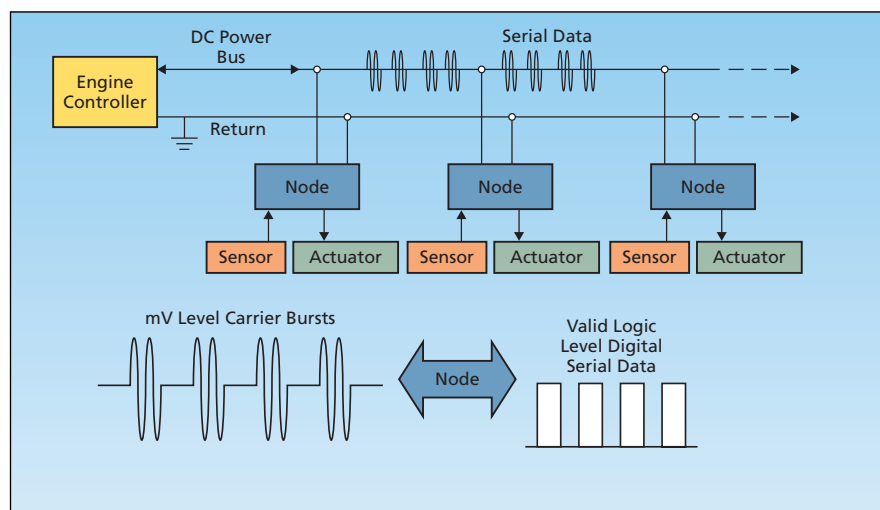 DC Power
Bus
Serial Data
Engine
Controller
Return
Node
Node
Node
Sensor
Actuator
Sensor
Actuator
Sensor
Actuator
mV Level Carrier Bursts
Valid Logic
Level Digital
Serial Data
Node